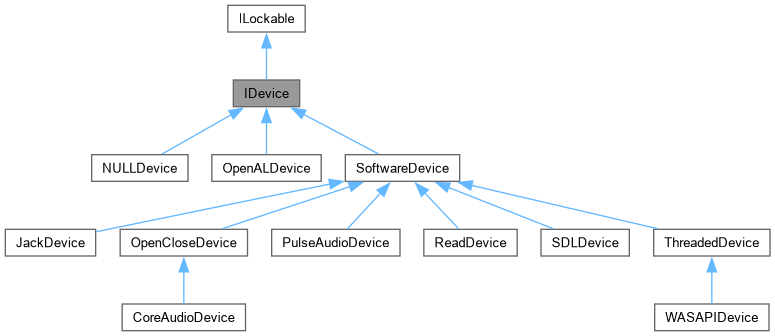 ILockable
IDevice
NULLDevice
OpenALDevice
SoftwareDevice
JackDevice
OpenCloseDevice
PulseAudioDevice
ReadDevice
SDLDevice
ThreadedDevice
CoreAudioDevice
WASAPIDevice